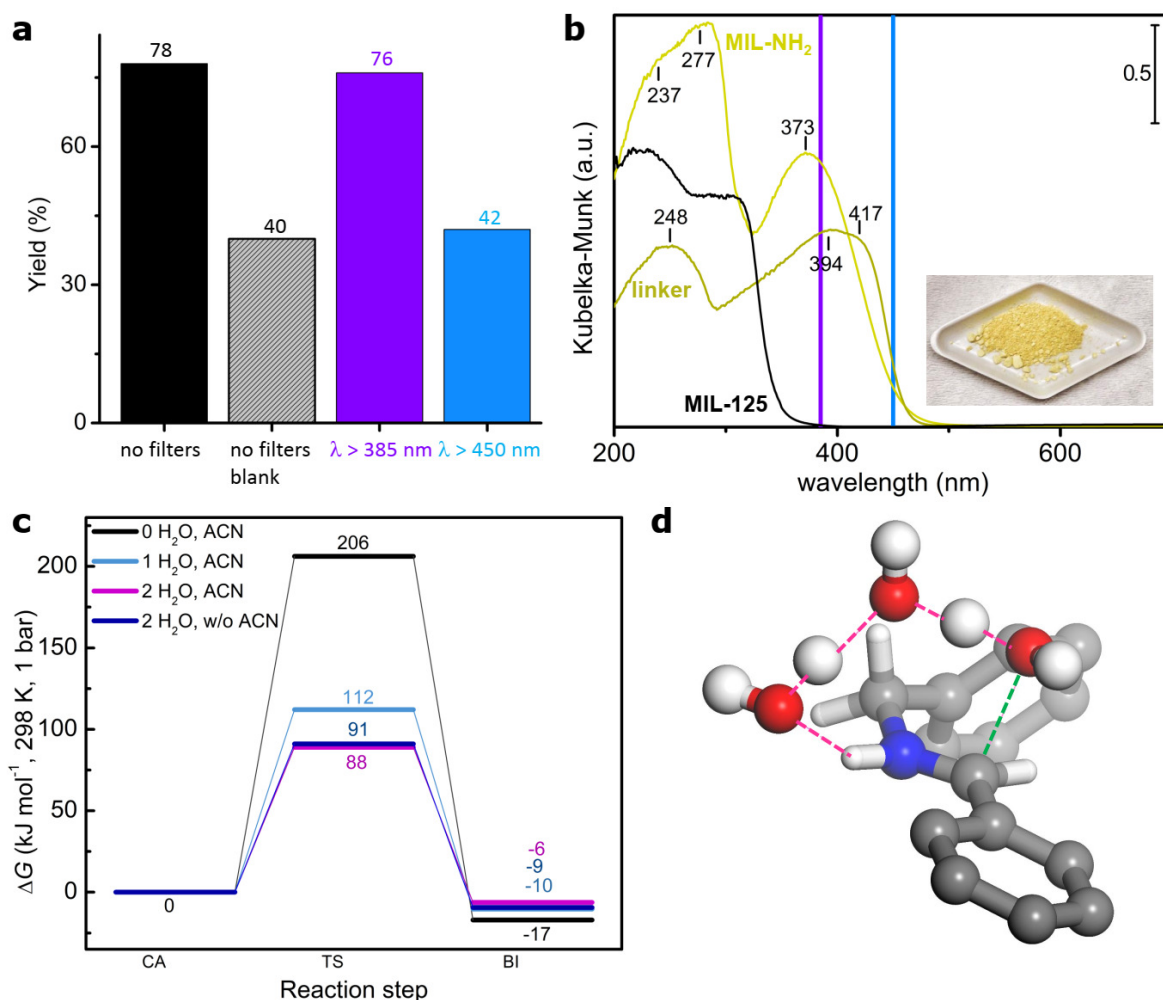 a
78
40
76
42
60
30
0
Yield (%)
no filters
no filters
blank
λ > 385 nm
λ > 450 nm
b
MIL-NH₂
277
237
373
248
417
394
linker
MIL-125
0.5
Kubelka-Munk (a.u.)
200
400
600
wavelength (nm)
c
0 H₂O, ACN
1 H₂O, ACN
2 H₂O, ACN
2 H₂O, w/o ACN
206
112
91
88
-6
-9
-10
-17
0
200
150
100
50
0
ΔG (kJ mol⁻¹, 298 K, 1 bar)
CA
TS
BI
Reaction step
d